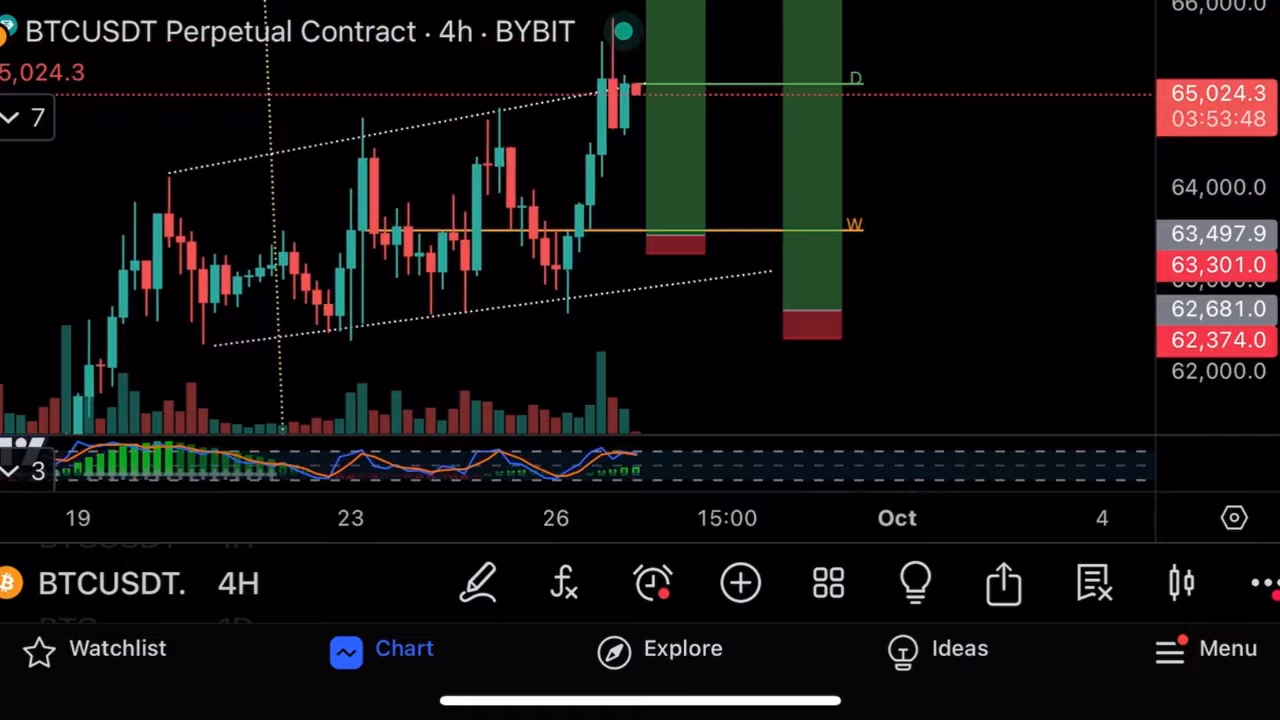 66,000.0
BTCUSDT Perpetual Contract · 4h · BYBIT
5,024.3
D
65,024.3
03:53:48
7
64,000.0
W
63,497.9
63,301.0
62,681.0
62,374.0
62,000.0
3
19
23
26
15:00
Oct
4
BTCUSDT. 4H
Watchlist
Chart
Explore
Ideas
Menu